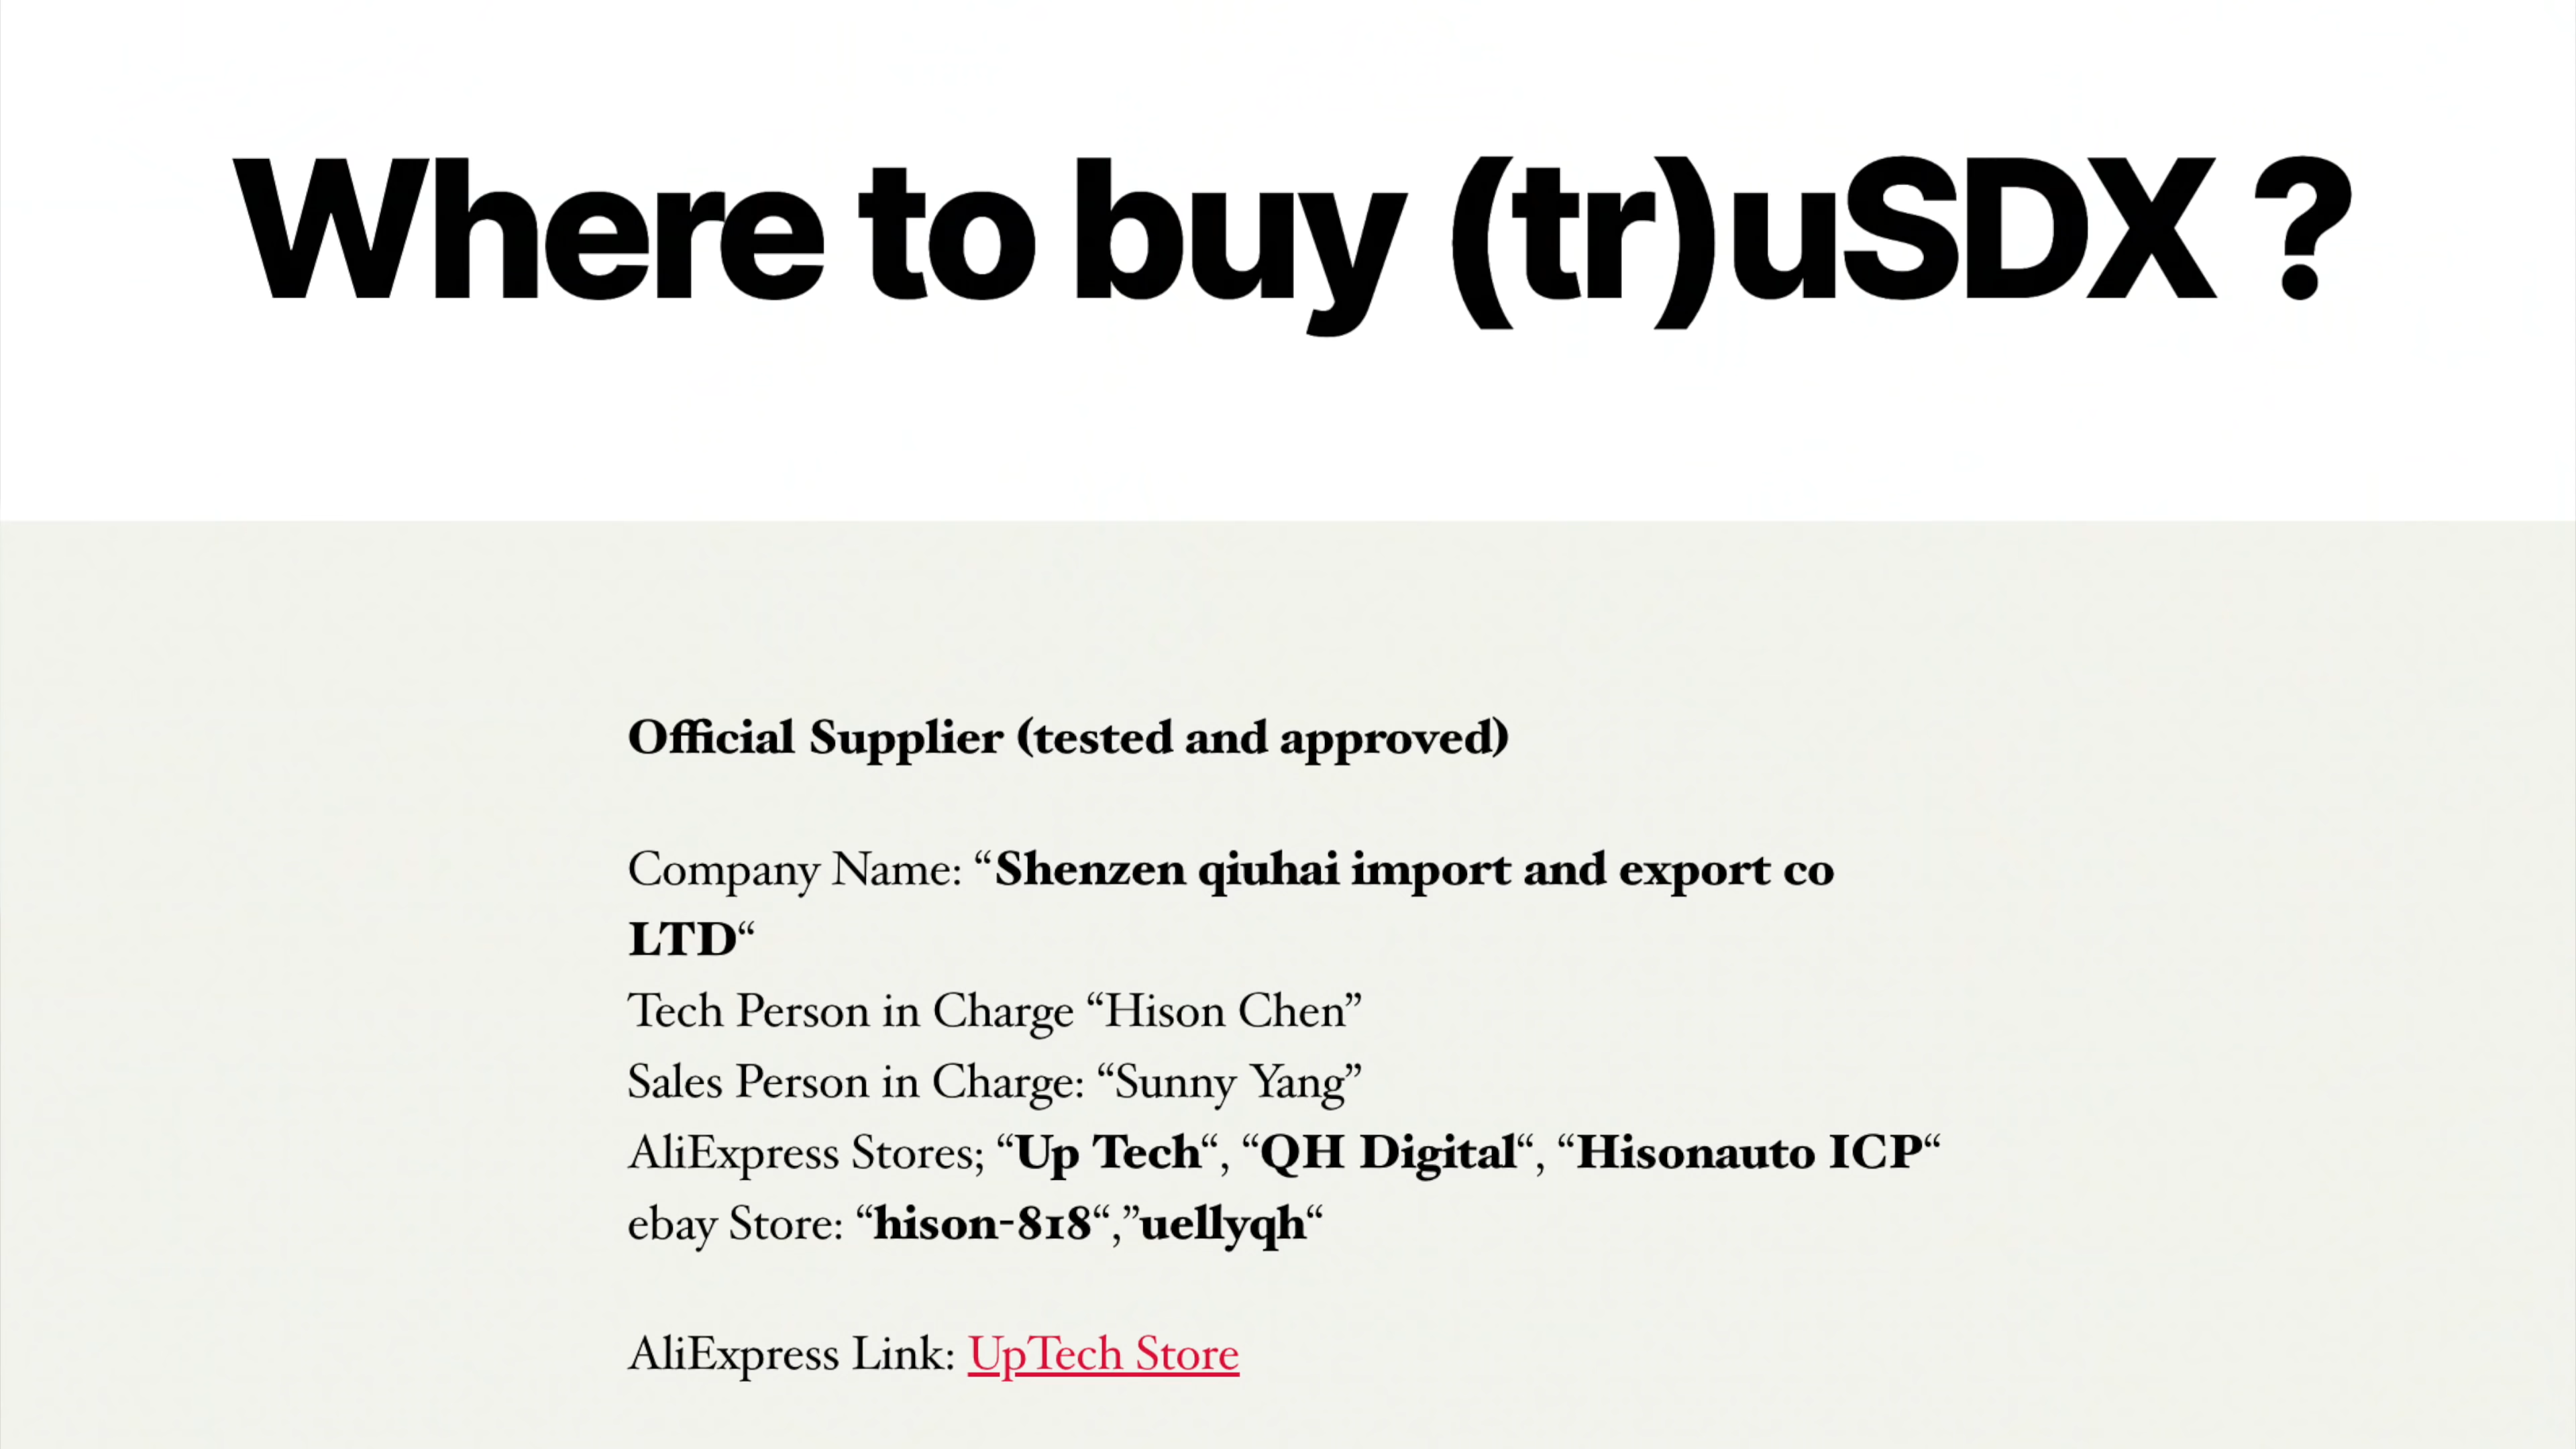 Where to buy (tr)uSDX ?
Official Supplier (tested and approved)
Company Name: “Shenzen qiuhai import and export co
LTD“
Tech Person in Charge “Hison Chen”
Sales Person in Charge: “Sunny Yang”
AliExpress Stores; “Up Tech“, “QH Digital“, “Hisonauto ICP“
ebay Store: “hison-818“,”uellyqh“
AliExpress Link: UpTech Store